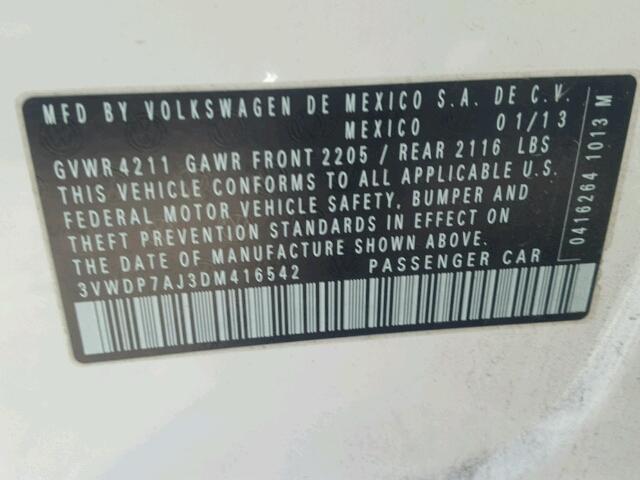 MFD BY VOLKSWAGEN DE MEXICO S.A. DE C.V.
MEXICO 01/13
GVWR 4211 GAWR FRONT 2205 / REAR 2116 LBS
THIS VEHICLE CONFORMS TO ALL APPLICABLE U.S.
FEDERAL MOTOR VEHICLE SAFETY, BUMPER AND
THEFT PREVENTION STANDARDS IN EFFECT ON
THE DATE OF MANUFACTURE SHOWN ABOVE.
3VWDP7AJ3DM416542 PASSENGER CAR
0416264 1013 M